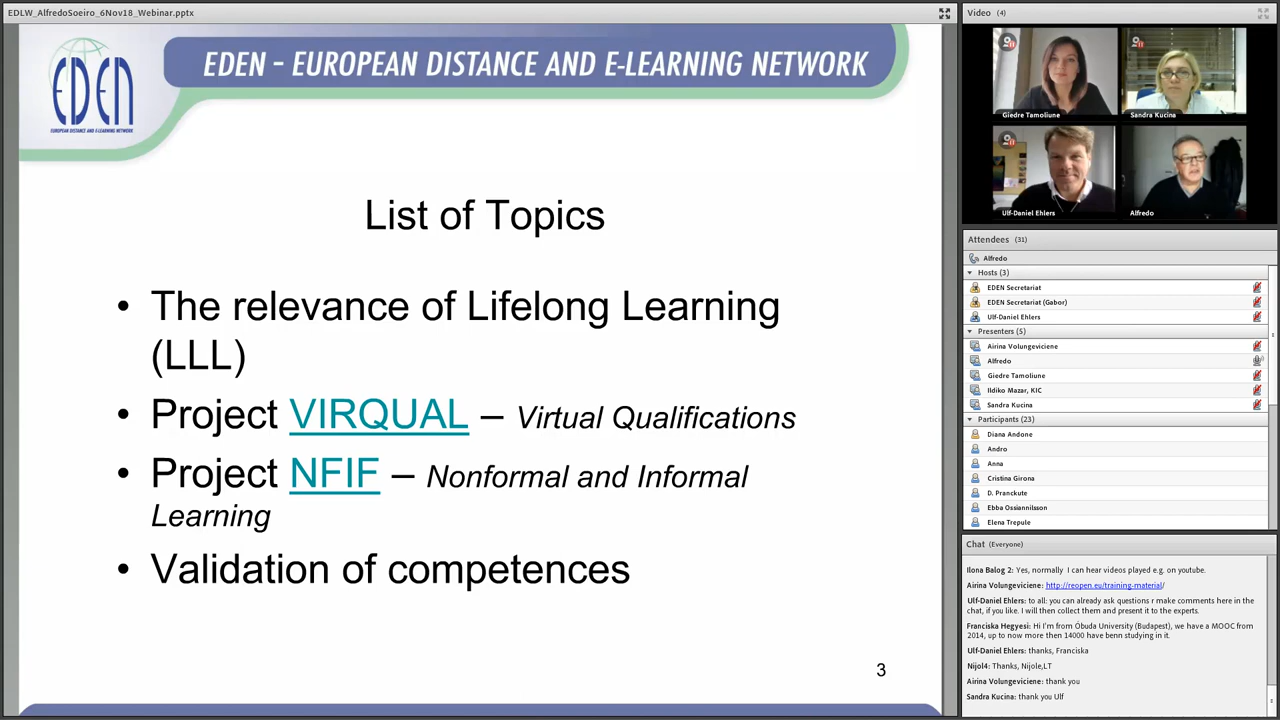 EDLW_AlfredoSoeiro_6Nov18_Webinar.pptx
EDEN
EUROPEAN DISTANCE AND E-LEARNING NETWORK
EDEN – EUROPEAN DISTANCE AND E-LEARNING NETWORK
List of Topics
• The relevance of Lifelong Learning
(LLL)
• Project VIRQUAL – Virtual Qualifications
• Project NFIF – Nonformal and Informal
Learning
• Validation of competences
3
Video (4)
Giedre Tamoliune
Sandra Kucina
Ulf-Daniel Ehlers
Alfredo
Attendees (31)
Alfredo
Hosts (3)
EDEN Secretariat
EDEN Secretariat (Gabor)
Ulf-Daniel Ehlers
Presenters (5)
Airina Volungeviciene
Alfredo
Giedre Tamoliune
Ildiko Mazar, KIC
Sandra Kucina
Participants (23)
Diana Andone
Andro
Anna
Cristina Girona
D. Pranckute
Ebba Ossiannilsson
Elena Trepule
Chat (Everyone)
Ilona Balog 2: Yes, normally I can hear videos played e.g. on youtube.
Airina Volungeviciene: http://reopen.eu/training-material/
Ulf-Daniel Ehlers: to all: you can already ask questions r make comments here in the
chat, if you like. I will then collect them and present it to the experts.
Franciska Hegyesi: Hi I'm from Óbuda University (Budapest), we have a MOOC from
2014, up to now more then 14000 have benn studying in it.
Ulf-Daniel Ehlers: thanks, Franciska
Nijol4: Thanks, Nijole,LT
Airina Volungeviciene: thank you
Sandra Kucina: thank you Ulf